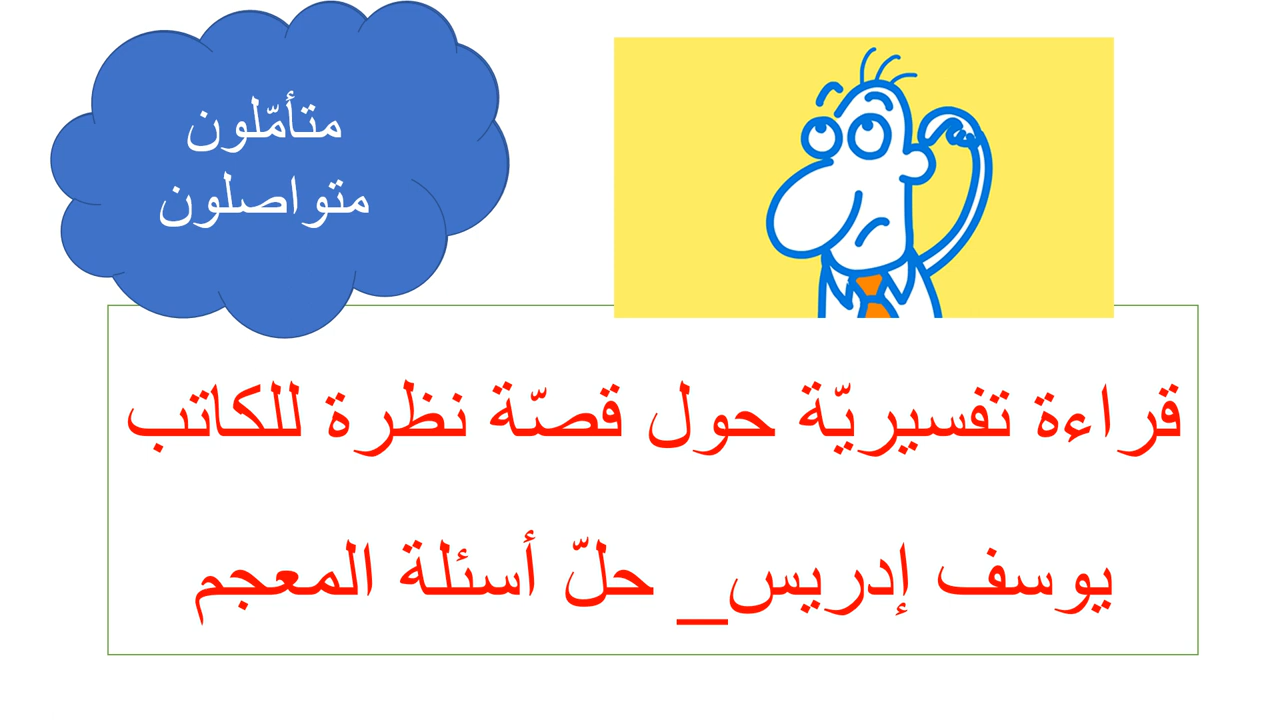 متأمّلون
متواصلون
قراءة تفسيريّة حول قصّة نظرة للكاتب
يوسف إدريس_ حلّ أسئلة المعجم